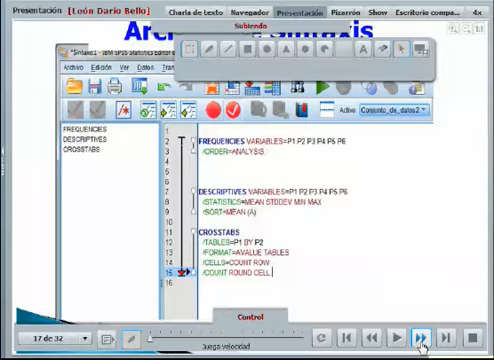 Presentación [León Darío Bello]
Charla de texto
Navegador
Presentación
Pizarrón
Show
Escritorio compa...
4x
Subiendo
*Sintaxis1 - IBM SPSS Statistics Editor
Archivo Edición Ver Datos
Activo Conjunto_de_datos2
FREQUENCIES
DESCRIPTIVES
CROSSTABS
1
2 FREQUENCIES VARIABLES=P1 P2 P3 P4 P5 P6
3 /ORDER=ANALYSIS.
4
7 DESCRIPTIVES VARIABLES=P1 P2 P3 P4 P5 P6
8 /STATISTICS=MEAN STDDEV MIN MAX
9 /SORT=MEAN (A)
11 CROSSTABS
12 /TABLES=P1 BY P2
13 /FORMAT=AVALUE TABLES
14 /CELLS=COUNT ROW
15 /COUNT ROUND CELL
16
Control
17 de 32
Juega velocidad